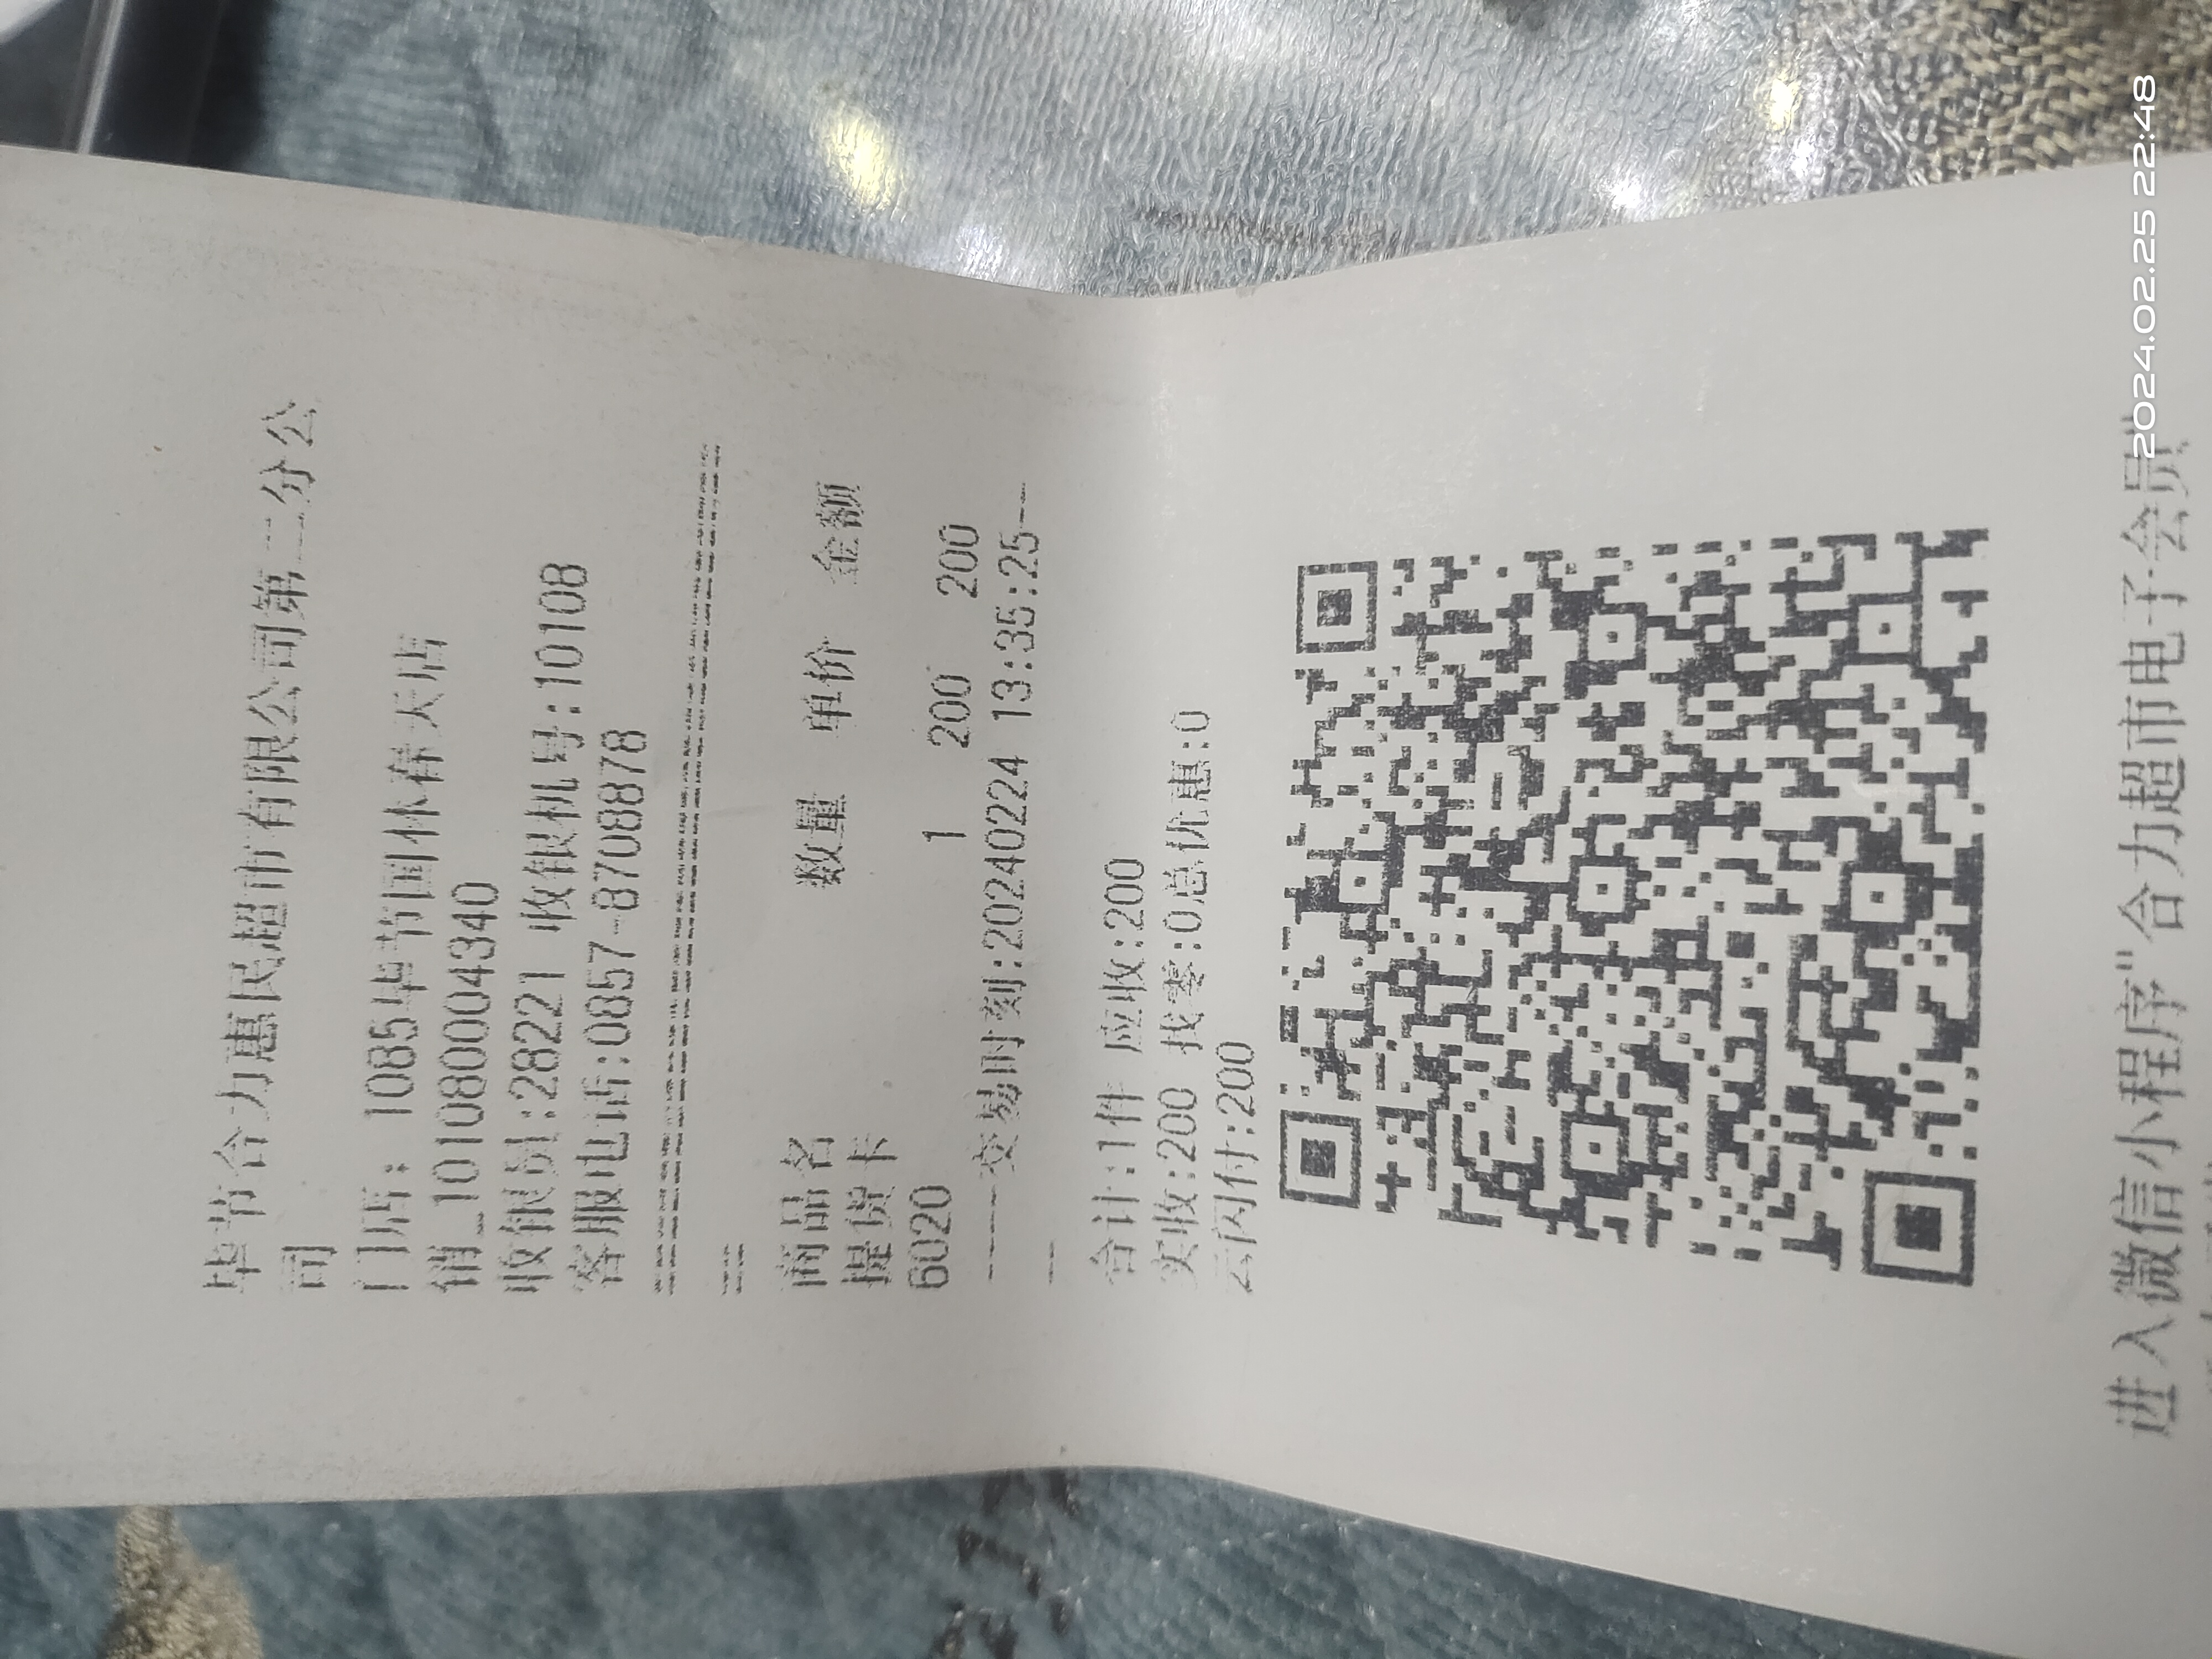 毕节合力惠民超市有限公司第二分公
司
门店: 1085毕节国林春天店
销_10108000004340
收银员:28221 收银机号:1010B
客服电话:0857-8708878
商品名 数量 单价 金额
提货卡
6020 1 200 200
----交易时刻:20240224 13:35:25--
--
合计:1件 应收:200
实收:200 找零:0总优惠:0
云闪付:200
进入微信小程序"合力超市电子会员"
2024.02.25 22:48